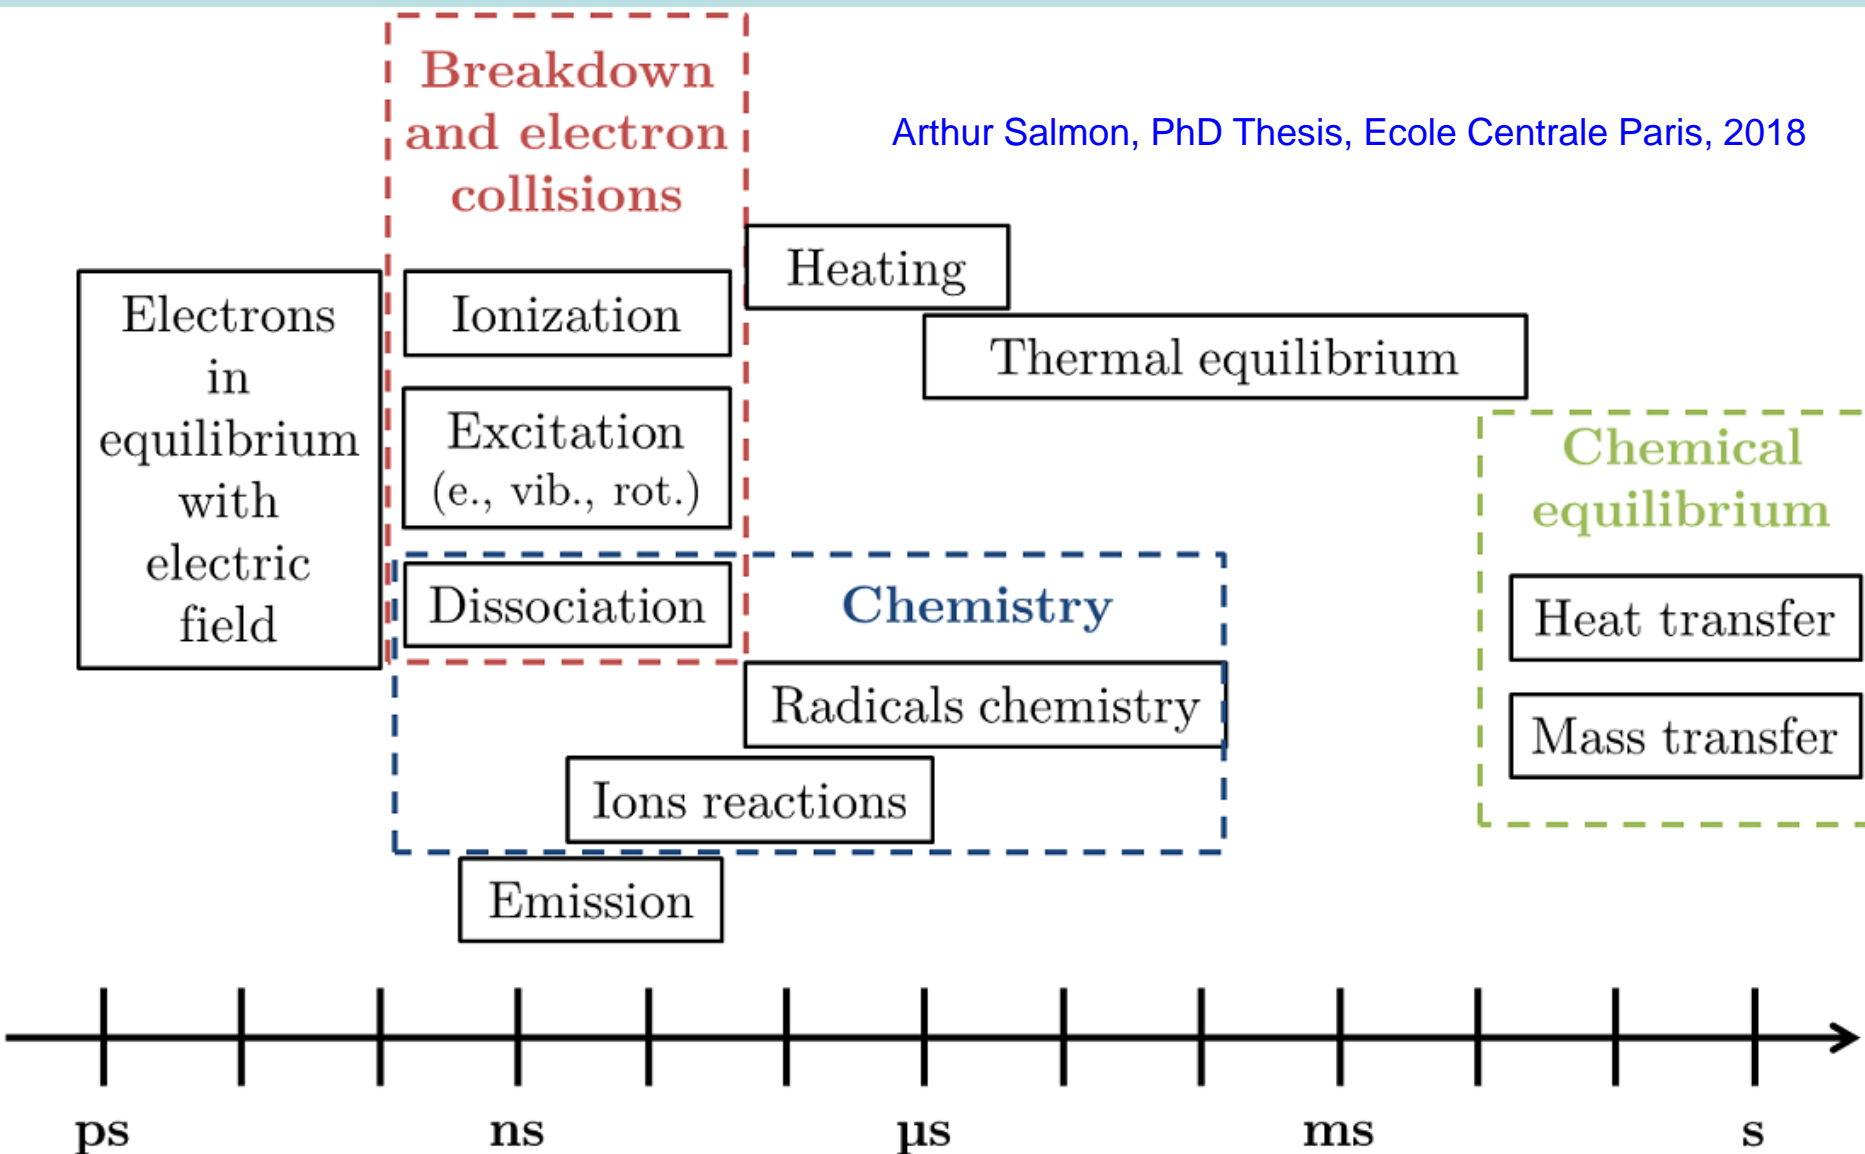 Breakdown
and electron
collisions
Arthur Salmon, PhD Thesis, Ecole Centrale Paris, 2018
Electrons
in
equilibrium
with
electric
field
Ionization
Excitation
(e., vib., rot.)
Dissociation
Heating
Thermal equilibrium
Chemistry
Radicals chemistry
Ions reactions
Emission
Chemical
equilibrium
Heat transfer
Mass transfer
ps ns µs ms s